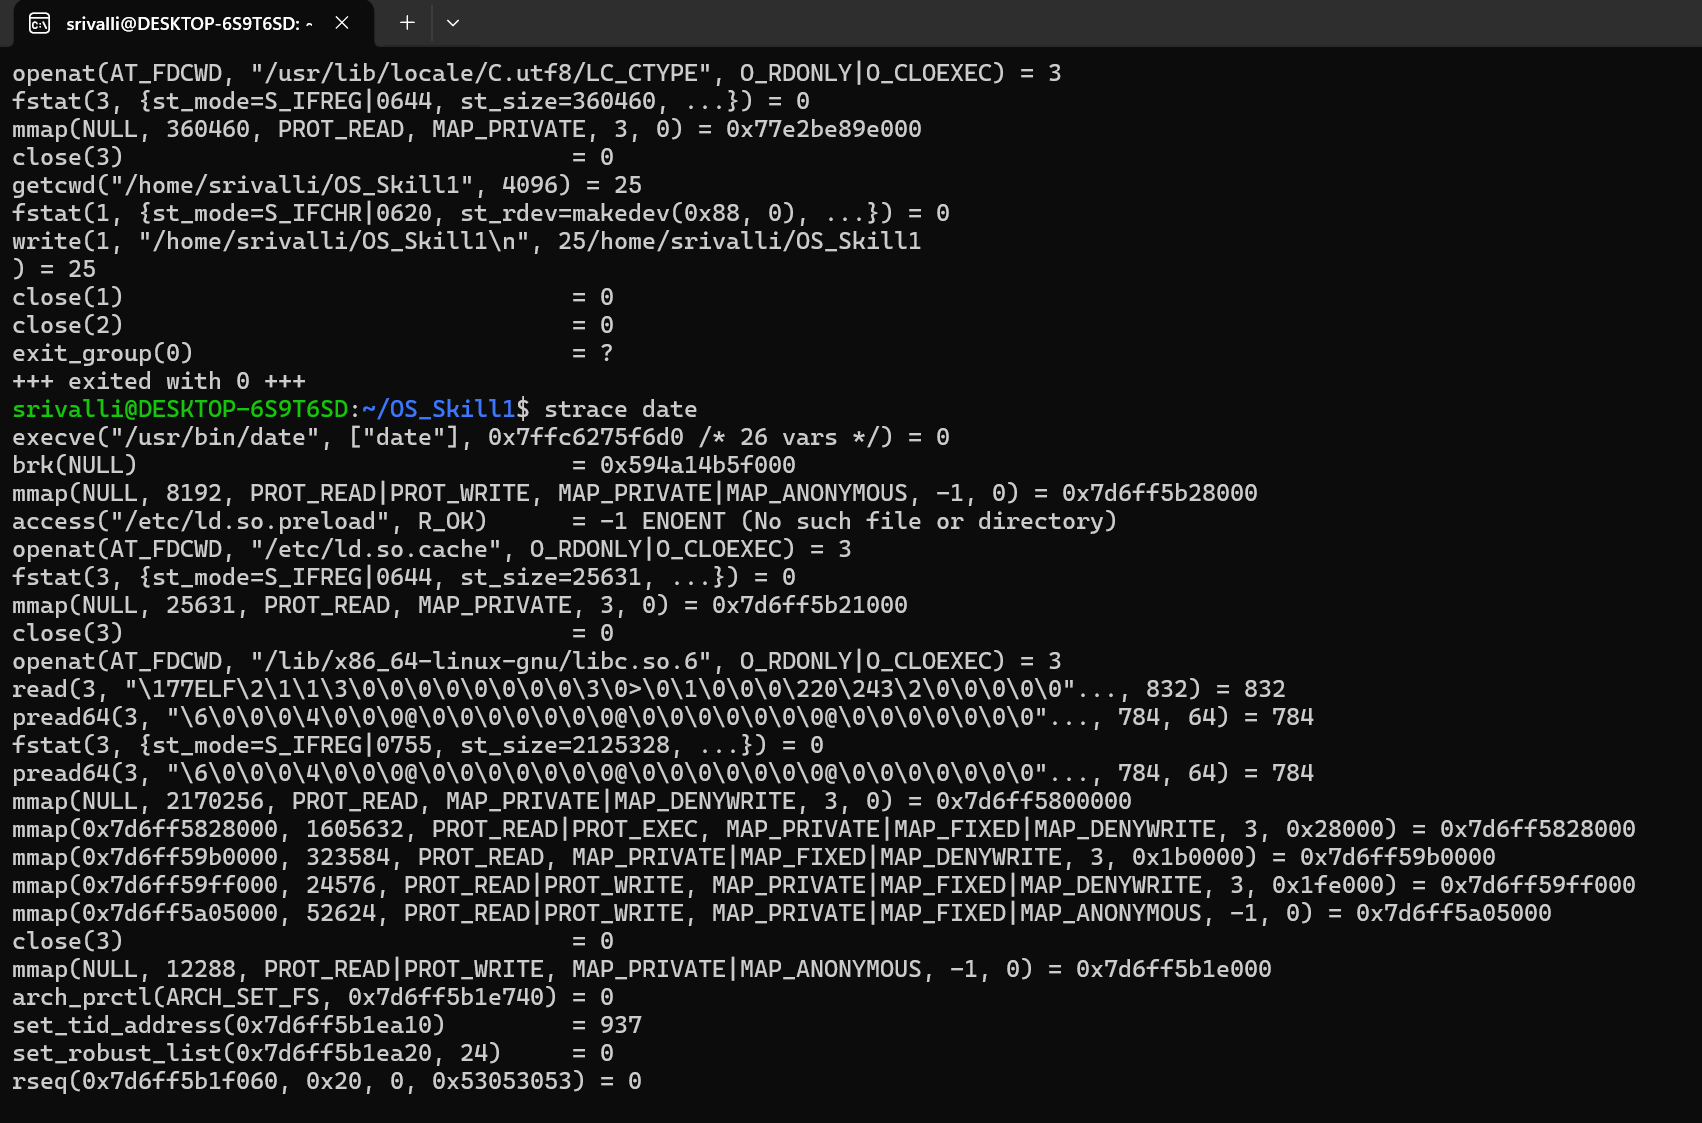 srivalli@DESKTOP-6S9T6SD: ~
openat(AT_FDCWD, "/usr/lib/locale/C.utf8/LC_CTYPE", O_RDONLY|O_CLOEXEC) = 3
fstat(3, {st_mode=S_IFREG|0644, st_size=360460, ...}) = 0
mmap(NULL, 360460, PROT_READ, MAP_PRIVATE, 3, 0) = 0x77e2be89e000
close(3)                                = 0
getcwd("/home/srivalli/OS_Skill1", 4096) = 25
fstat(1, {st_mode=S_IFCHR|0620, st_rdev=makedev(0x88, 0), ...}) = 0
write(1, "/home/srivalli/OS_Skill1\n", 25/home/srivalli/OS_Skill1
) = 25
close(1)                                = 0
close(2)                                = 0
exit_group(0)                           = ?
+++ exited with 0 +++
srivalli@DESKTOP-6S9T6SD:~/OS_Skill1$ strace date
execve("/usr/bin/date", ["date"], 0x7ffc6275f6d0 /* 26 vars */) = 0
brk(NULL)                               = 0x594a14b5f000
mmap(NULL, 8192, PROT_READ|PROT_WRITE, MAP_PRIVATE|MAP_ANONYMOUS, -1, 0) = 0x7d6ff5b28000
access("/etc/ld.so.preload", R_OK)      = -1 ENOENT (No such file or directory)
openat(AT_FDCWD, "/etc/ld.so.cache", O_RDONLY|O_CLOEXEC) = 3
fstat(3, {st_mode=S_IFREG|0644, st_size=25631, ...}) = 0
mmap(NULL, 25631, PROT_READ, MAP_PRIVATE, 3, 0) = 0x7d6ff5b21000
close(3)                                = 0
openat(AT_FDCWD, "/lib/x86_64-linux-gnu/libc.so.6", O_RDONLY|O_CLOEXEC) = 3
read(3, "\177ELF\2\1\1\3\0\0\0\0\0\0\0\0\3\0>\0\1\0\0\0\220\243\2\0\0\0\0\0"..., 832) = 832
pread64(3, "\6\0\0\0\4\0\0\0@\0\0\0\0\0\0\0@\0\0\0\0\0\0\0@\0\0\0\0\0\0\0"..., 784, 64) = 784
fstat(3, {st_mode=S_IFREG|0755, st_size=2125328, ...}) = 0
pread64(3, "\6\0\0\0\4\0\0\0@\0\0\0\0\0\0\0@\0\0\0\0\0\0\0@\0\0\0\0\0\0\0"..., 784, 64) = 784
mmap(NULL, 2170256, PROT_READ, MAP_PRIVATE|MAP_DENYWRITE, 3, 0) = 0x7d6ff5800000
mmap(0x7d6ff5828000, 1605632, PROT_READ|PROT_EXEC, MAP_PRIVATE|MAP_FIXED|MAP_DENYWRITE, 3, 0x28000) = 0x7d6ff5828000
mmap(0x7d6ff59b0000, 323584, PROT_READ, MAP_PRIVATE|MAP_FIXED|MAP_DENYWRITE, 3, 0x1b0000) = 0x7d6ff59b0000
mmap(0x7d6ff59ff000, 24576, PROT_READ|PROT_WRITE, MAP_PRIVATE|MAP_FIXED|MAP_DENYWRITE, 3, 0x1fe000) = 0x7d6ff59ff000
mmap(0x7d6ff5a05000, 52624, PROT_READ|PROT_WRITE, MAP_PRIVATE|MAP_FIXED|MAP_ANONYMOUS, -1, 0) = 0x7d6ff5a05000
close(3)                                = 0
mmap(NULL, 12288, PROT_READ|PROT_WRITE, MAP_PRIVATE|MAP_ANONYMOUS, -1, 0) = 0x7d6ff5b1e000
arch_prctl(ARCH_SET_FS, 0x7d6ff5b1e740) = 0
set_tid_address(0x7d6ff5b1ea10)         = 937
set_robust_list(0x7d6ff5b1ea20, 24)     = 0
rseq(0x7d6ff5b1f060, 0x20, 0, 0x53053053) = 0